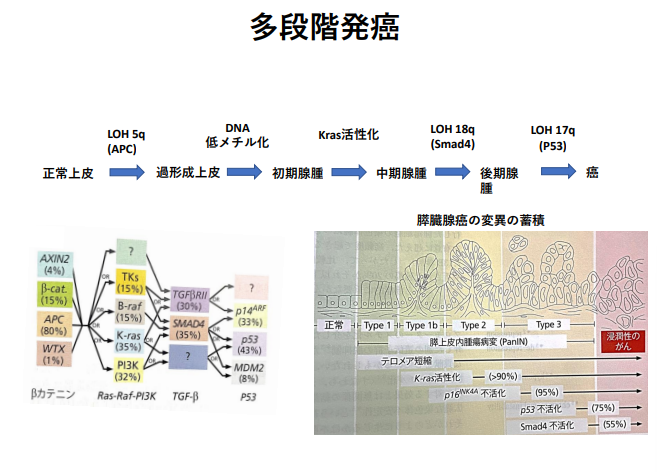 多段階発癌
LOH 5q
(APC)
DNA
低メチル化
Kras活性化
LOH 18q
(Smad4)
LOH 17q
(P53)
正常上皮
過形成上皮
初期腺腫
中期腺腫
後期腺
腫
癌
膵臓腺癌の変異の蓄積
AXIN2
(4%)
β-cat.
(15%)
APC
(80%)
WTX
(1%)
?
TKs
(15%)
B-raf
(15%)
K-ras
(35%)
PI3K
(32%)
TGFβRII
(30%)
SMAD4
(35%)
?
?
p14ARF
(33%)
p53
(43%)
MDM2
(8%)
OR
OR
OR
OR
OR
OR
OR
OR
βカテニン
Ras-Raf-PI3K
TGF-β
P53
正常
Type 1
Type 1b
Type 2
Type 3
浸潤性の
がん
膵上皮内腫瘍病変 (PanIN)
テロメア短縮
K-ras活性化 (>90%)
p16INK4A 不活化 (95%)
p53 不活化 (75%)
Smad4 不活化 (55%)